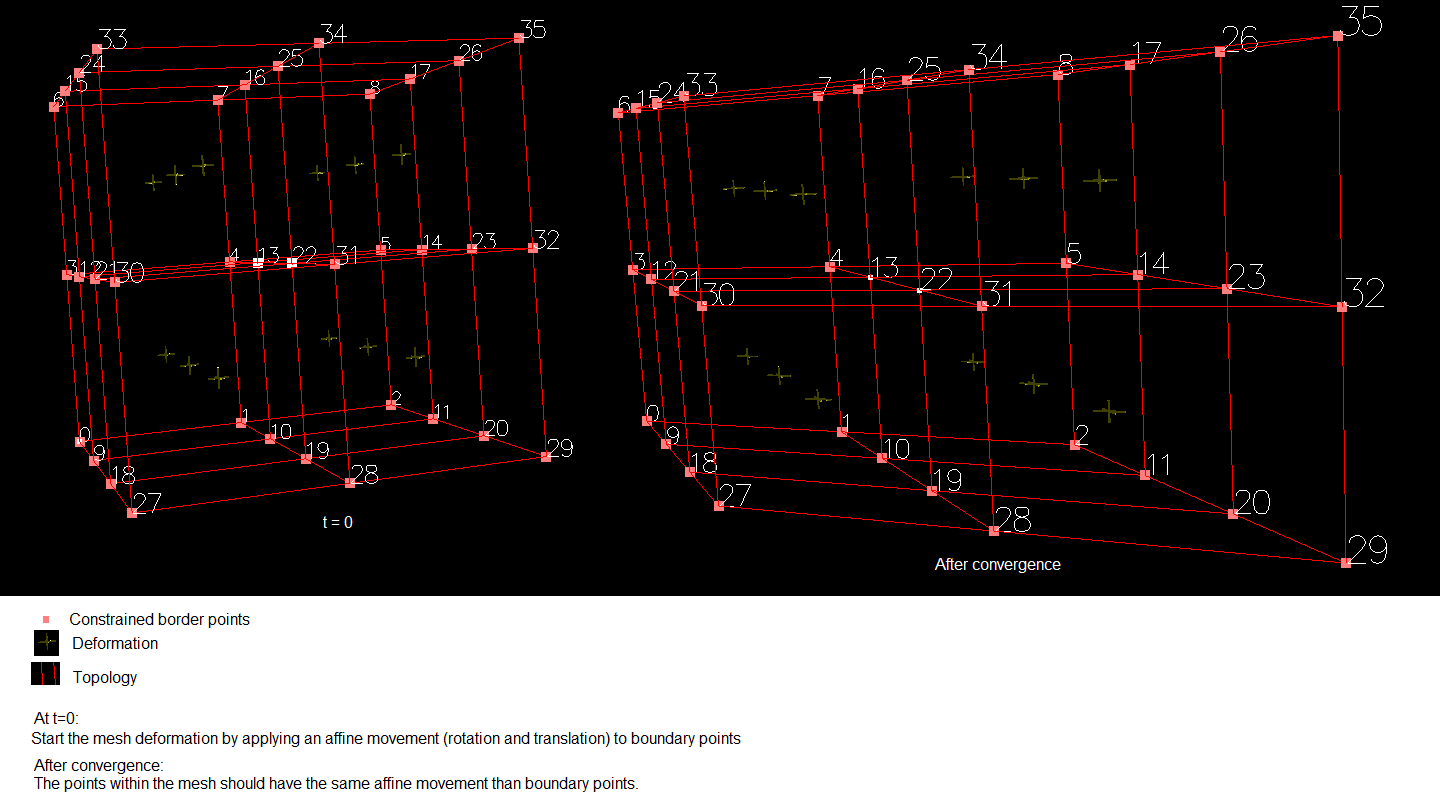 33 34 35
24 25 26
15 16 17
6 7 8
3 12 21 30 4 13 22 31 5 14 23 32
0 1 2
9 10 11
18 19 20
27 28 29
t = 0
35
33 34 26
24 25 17
6 15 7 16 8
3 4 5
12 13 14
21 22 23
30 31 32
0 1 2
9 10 11
18 19 20
27 28 29
After convergence
Constrained border points
Deformation
Topology
At t=0:
Start the mesh deformation by applying an affine movement (rotation and translation) to boundary points
After convergence:
The points within the mesh should have the same affine movement than boundary points.